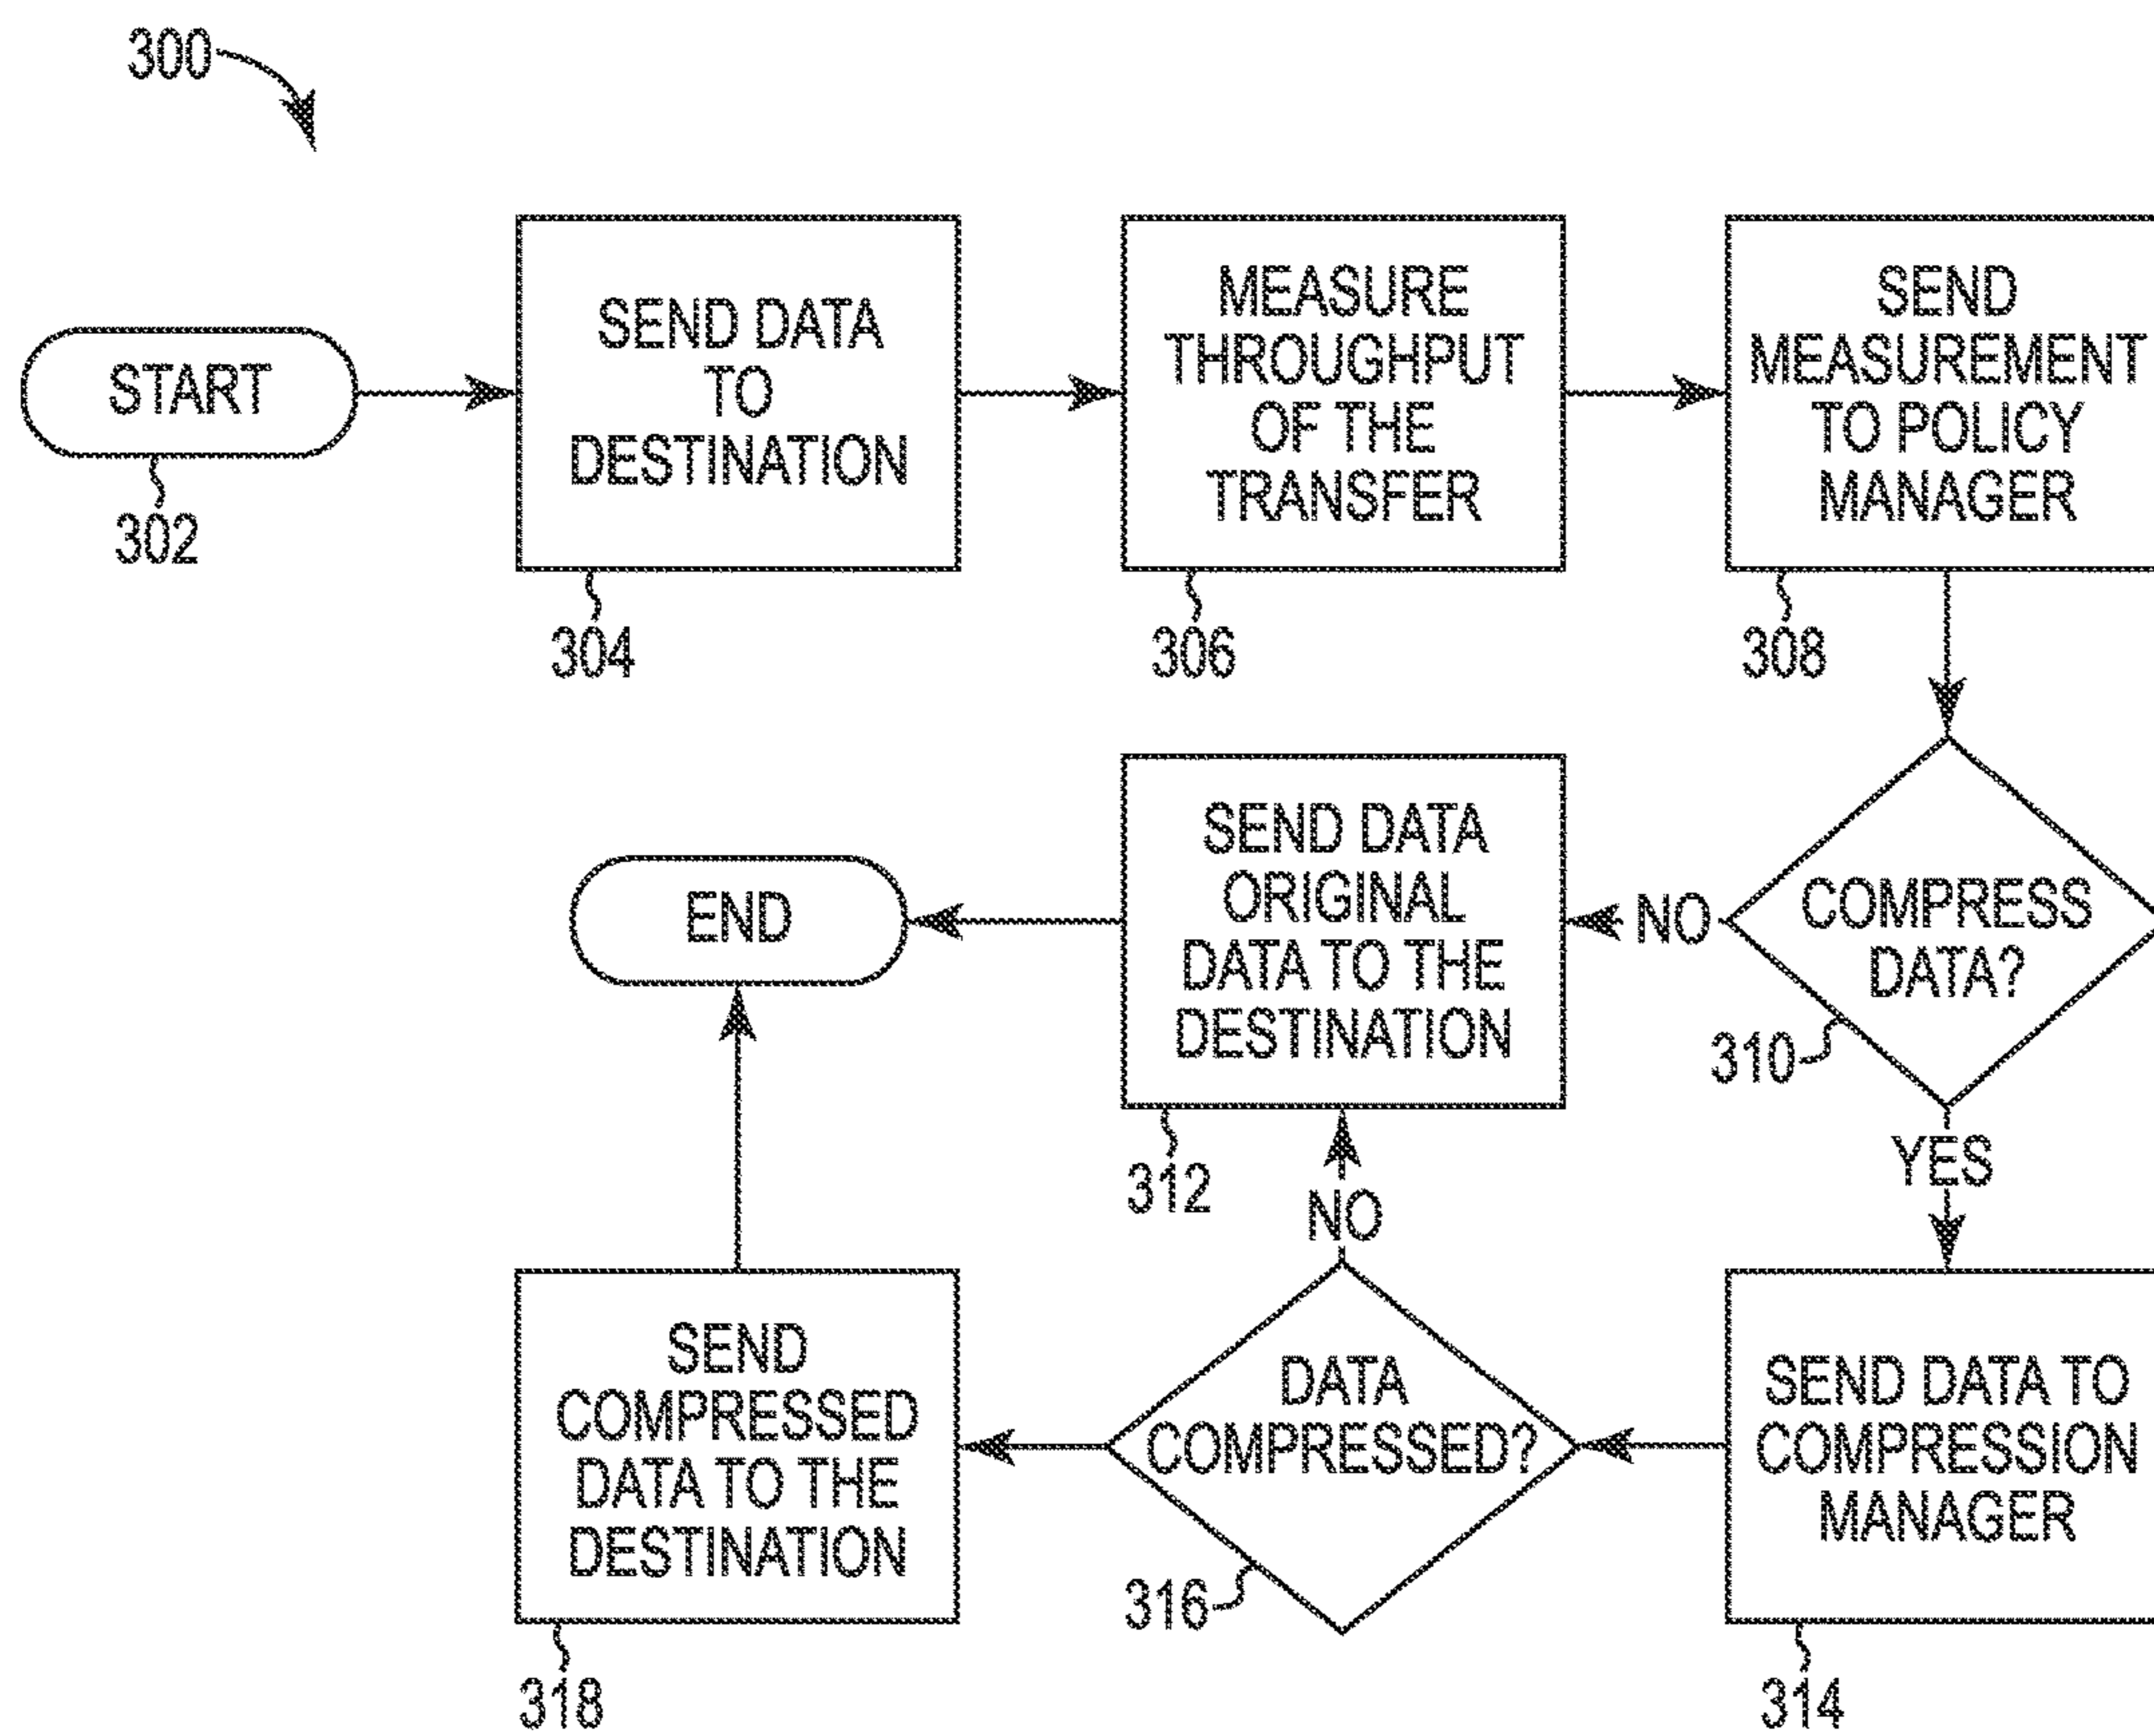 300
START
302
SEND DATA
TO
DESTINATION
304
MEASURE
THROUGHPUT
OF THE
TRANSFER
306
SEND
MEASUREMENT
TO POLICY
MANAGER
308
COMPRESS
DATA?
310
NO
YES
SEND DATA
ORIGINAL
DATA TO THE
DESTINATION
312
END
SEND DATA TO
COMPRESSION
MANAGER
314
DATA
COMPRESSED?
316
NO
SEND
COMPRESSED
DATA TO THE
DESTINATION
318